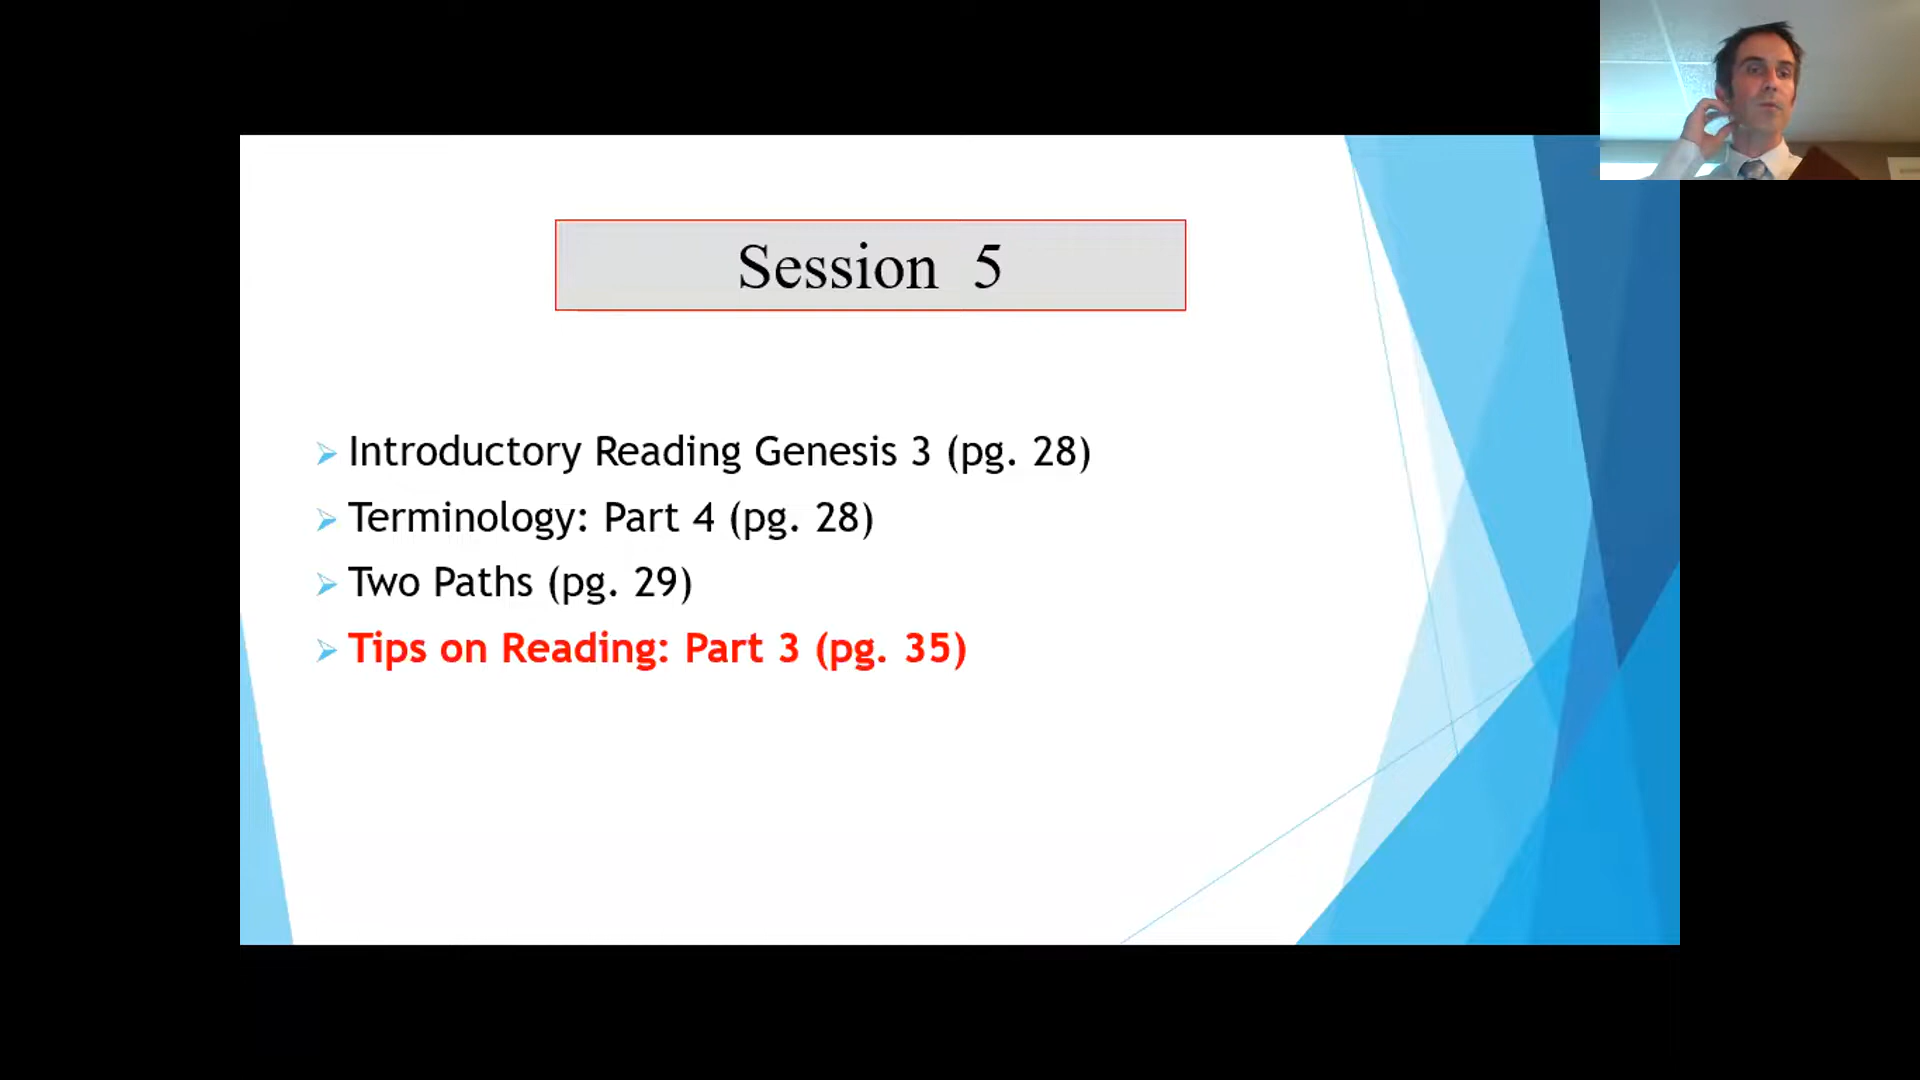 Session 5
Introductory Reading Genesis 3 (pg. 28)
Terminology: Part 4 (pg. 28)
Two Paths (pg. 29)
Tips on Reading: Part 3 (pg. 35)